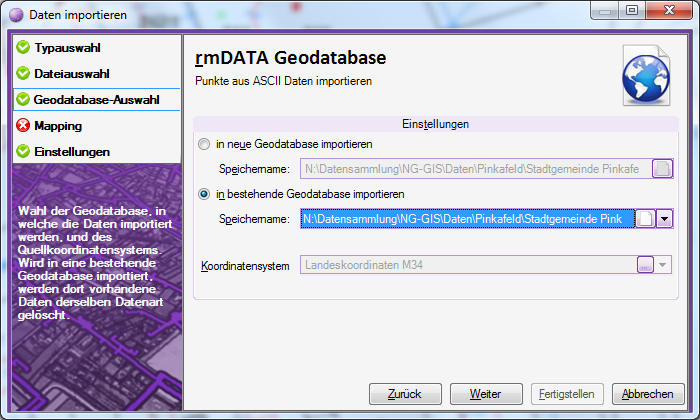 Daten importieren
Typauswahl
Dateiauswahl
Geodatabase-Auswahl
Mapping
Einstellungen
Wahl der Geodatabase, in
welche die Daten importiert
werden, und des
Quellkoordinatensystems.
Wird in eine bestehende
Geodatabase importiert,
werden dort vorhandene
Daten derselben Datenart
gelöscht.
rmDATA Geodatabase
Punkte aus ASCII Daten importieren
Einstellungen
in neue Geodatabase importieren
Speichername: N:\Datensammlung\NG-GIS\Daten\Pinkafeld\Stadtgemeinde Pinkafe
in bestehende Geodatabase importieren
Speichername: N:\Datensammlung\NG-GIS\Daten\Pinkafeld\Stadtgemeinde Pink
Koordinatensystem Landeskoordinaten M34 ...
Zurück Weiter Fertigstellen Abbrechen